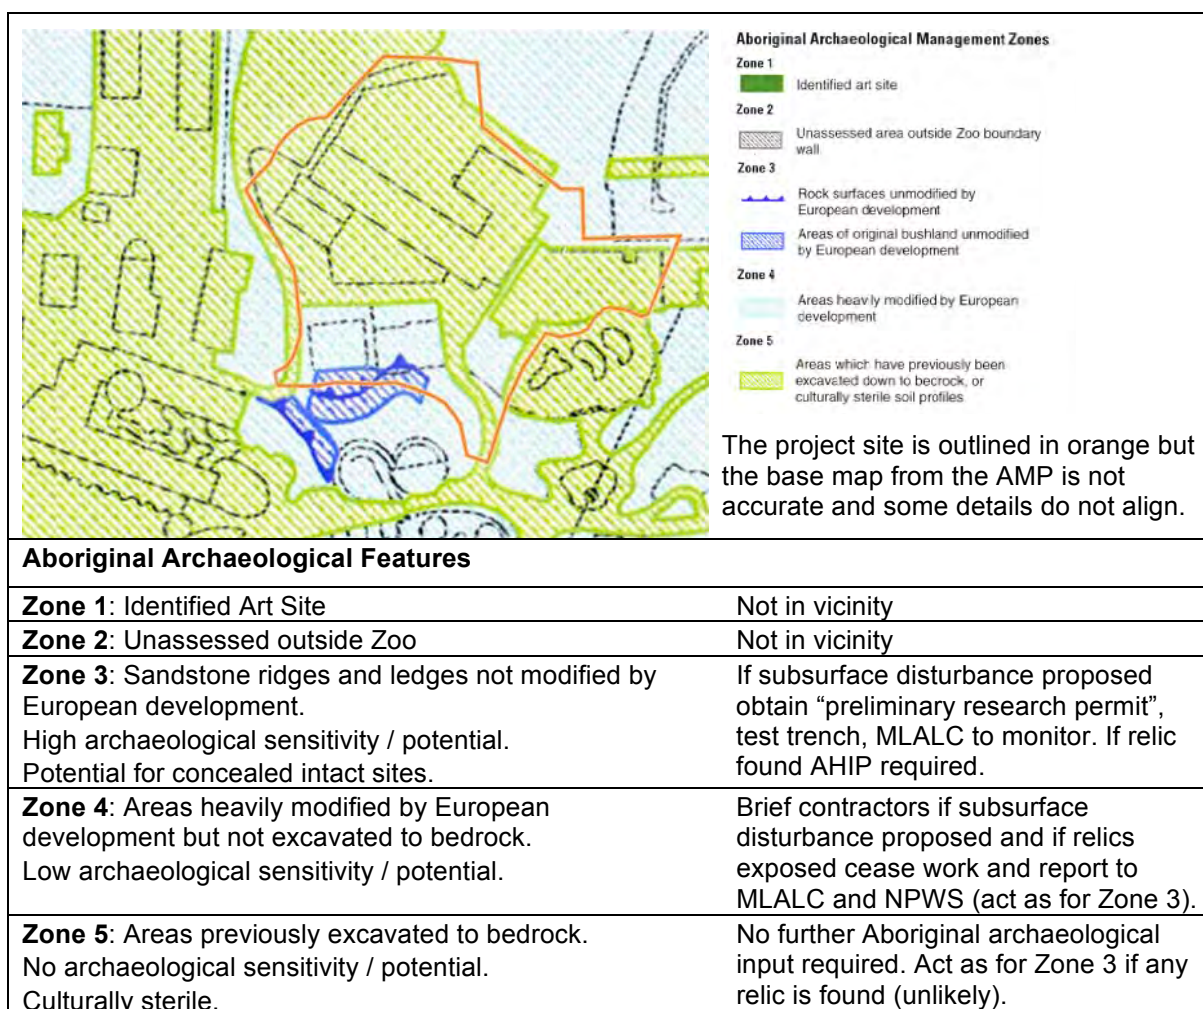 Aboriginal Archaeological Management Zones
Zone 1
Identified art site
Zone 2
Unassessed area outside Zoo boundary
wall
Zone 3
Rock surfaces unmodified by
European development
Areas of original bushland unmodified
by European development
Zone 4
Areas heavily modified by European
development
Zone 5
Areas which have previously been
excavated down to becrock, or
culturally sterile soil profiles
The project site is outlined in orange but
the base map from the AMP is not
accurate and some details do not align.
Aboriginal Archaeological Features
Zone 1: Identified Art Site
Not in vicinity
Zone 2: Unassessed outside Zoo
Not in vicinity
Zone 3: Sandstone ridges and ledges not modified by
European development.
High archaeological sensitivity / potential.
Potential for concealed intact sites.
If subsurface disturbance proposed
obtain “preliminary research permit”,
test trench, MLALC to monitor. If relic
found AHIP required.
Zone 4: Areas heavily modified by European
development but not excavated to bedrock.
Low archaeological sensitivity / potential.
Brief contractors if subsurface
disturbance proposed and if relics
exposed cease work and report to
MLALC and NPWS (act as for Zone 3).
Zone 5: Areas previously excavated to bedrock.
No archaeological sensitivity / potential.
Culturally sterile.
No further Aboriginal archaeological
input required. Act as for Zone 3 if any
relic is found (unlikely).